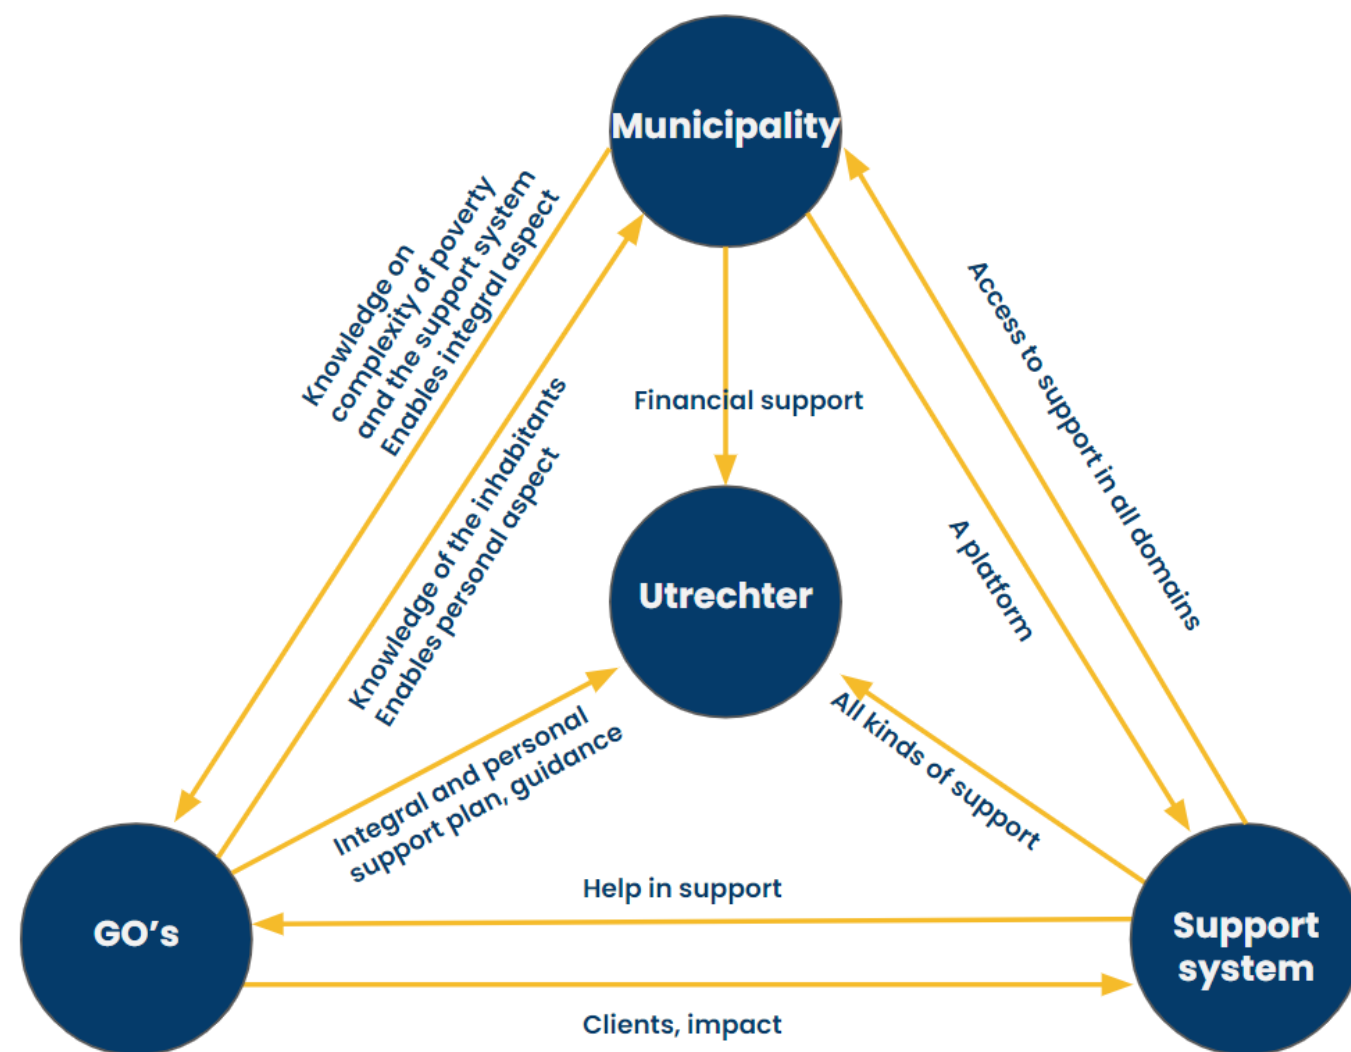 Municipality
Knowledge on
complexity of poverty
and the support system
Enables integral aspect
Knowledge of the inhabitants
Enables personal aspect
Financial support
Access to support in all domains
A platform
Utrechter
Integral and personal
support plan, guidance
All kinds of support
Help in support
GO's
Support
system
Clients, impact